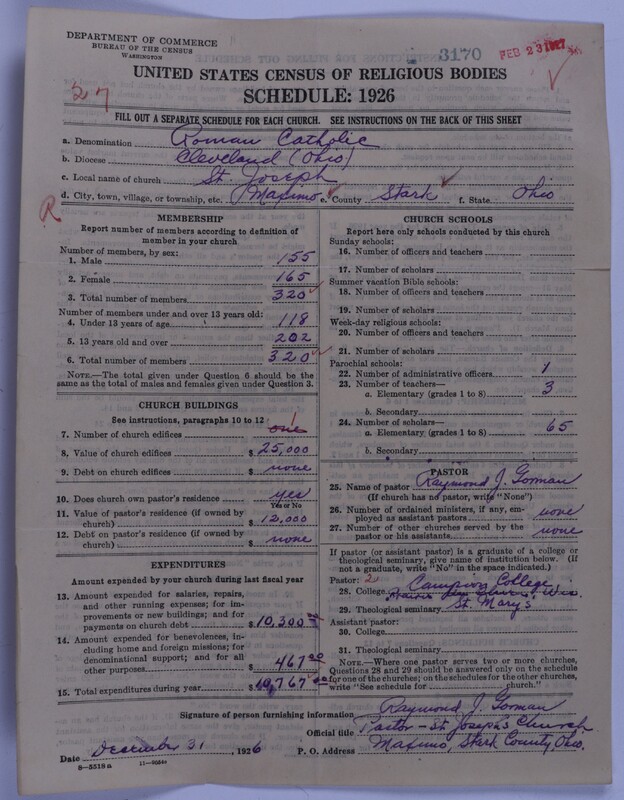 DEPARTMENT OF COMMERCE
BUREAU OF THE CENSUS
WASHINGTON
3170
FEB 23 1927
27
UNITED STATES CENSUS OF RELIGIOUS BODIES
SCHEDULE: 1926
FILL OUT A SEPARATE SCHEDULE FOR EACH CHURCH. SEE INSTRUCTIONS ON THE BACK OF THIS SHEET
a. Denomination Roman Catholic
b. Diocese Cleveland (Ohio)
c. Local name of church St. Joseph
d. City, town, village, or township, etc. Maximo e. County Stark f. State Ohio
R
MEMBERSHIP
Report number of members according to definition of
member in your church
Number of members, by sex:
1. Male 155
2. Female 165
3. Total number of members 320
Number of members under and over 13 years old:
4. Under 13 years of age 118
5. 13 years old and over 202
6. Total number of members 320
NOTE.—The total given under Question 6 should be
same as the total of males and females given under Question 3.
CHURCH BUILDINGS
See instructions, paragraphs 10 to 12
7. Number of church edifices one 1
8. Value of church edifices $ 25,000
9. Debt on church edifices $ none
10. Does church own pastor's residence yes
Yes or No
11. Value of pastor's residence (if owned by
church) $ 12,000
12. Debt on pastor's residence (if owned by
church) $ none
EXPENDITURES
Amount expended by your church during last fiscal year
13. Amount expended for salaries, repairs,
and other running expenses; for im-
provements or new buildings; and for
payments on church debt $ 10,300
14. Amount expended for benevolences, in-
cluding home and foreign missions; for
denominational support; and for all
other purposes $ 467
15. Total expenditures during year $ 10,767
CHURCH SCHOOLS
Report here only schools conducted by this church
Sunday schools:
16. Number of officers and teachers
17. Number of scholars
Summer vacation Bible schools:
18. Number of officers and teachers
19. Number of scholars
Week-day religious schools:
20. Number of officers and teachers
21. Number of scholars
Parochial schools:
22. Number of administrative officers 1
23. Number of teachers—
a. Elementary (grades 1 to 8) 3
b. Secondary
24. Number of scholars—
a. Elementary (grades 1 to 8) 65
b. Secondary
PASTOR
25. Name of pastor Raymond J. Gorman
(If church has no pastor, write "None")
26. Number of ordained ministers, if any, em-
ployed as assistant pastors none
27. Number of other churches served by the
pastor or his assistants none
If pastor (or assistant pastor) is a graduate of a college or
theological seminary, give name of institution below. (If
not a graduate, write "No" in the space indicated.)
Pastor: 2
28. College Campion College
Prairie du Chien, Wis.
29. Theological seminary St. Mary's
Assistant pastor:
30. College
31. Theological seminary
NOTE.—Where one pastor serves two or more churches,
Questions 28 and 29 should be answered only on the schedule
for one of the churches; on the schedules for the other churches,
write "See schedule for church."
Signature of person furnishing information Raymond J. Gorman
Official title Pastor - St Joseph's Church
Date December 31, 1926 P. O. Address Maximo, Stark County, Ohio.
8—5518 a